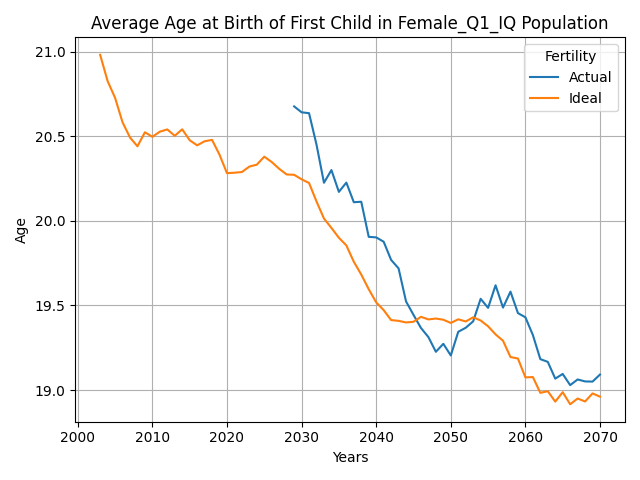 Average Age at Birth of First Child in Female_Q1_IQ Population
Fertility
Actual
Ideal
21.0
20.5
20.0
19.5
19.0
Age
2000 2010 2020 2030 2040 2050 2060 2070
Years